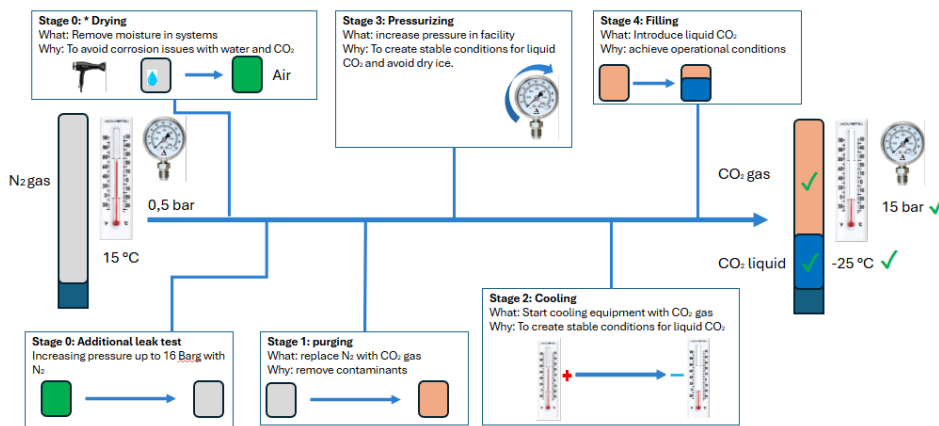 Stage 0: * Drying
What: Remove moisture in systems
Why: To avoid corrosion issues with water and CO₂
Air
Stage 3: Pressurizing
What: increase pressure in facility
Why: To create stable conditions for liquid
CO₂ and avoid dry ice.
Stage 4: Filling
What: Introduce liquid CO₂
Why: achieve operational conditions
N₂ gas
0,5 bar
15 °C
CO₂ gas
15 bar
CO₂ liquid
-25 °C
Stage 0: Additional leak test
Increasing pressure up to 16 Barg with
N₂
Stage 1: purging
What: replace N₂ with CO₂ gas
Why: remove contaminants
Stage 2: Cooling
What: Start cooling equipment with CO₂ gas
Why: To create stable conditions for liquid CO₂